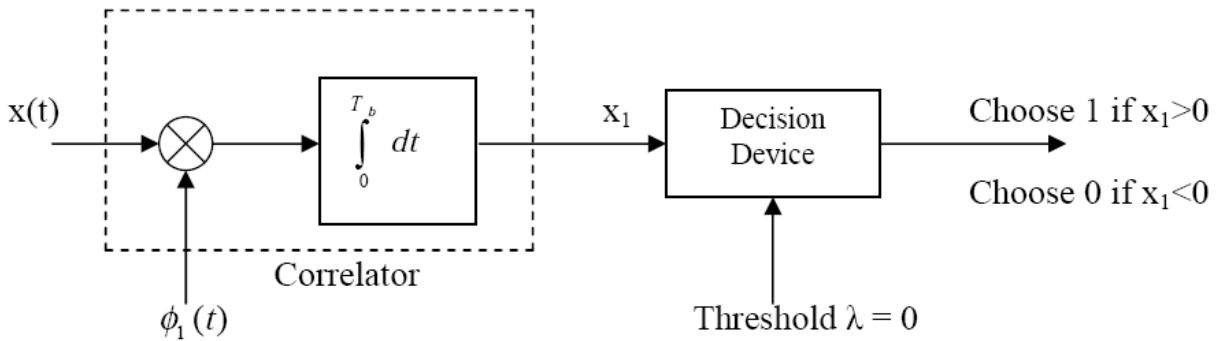 x(t)
T b
∫ dt
0
x₁
Decision
Device
Choose 1 if x₁>0
Choose 0 if x₁<0
Correlator
ϕ₁ (t)
Threshold λ = 0